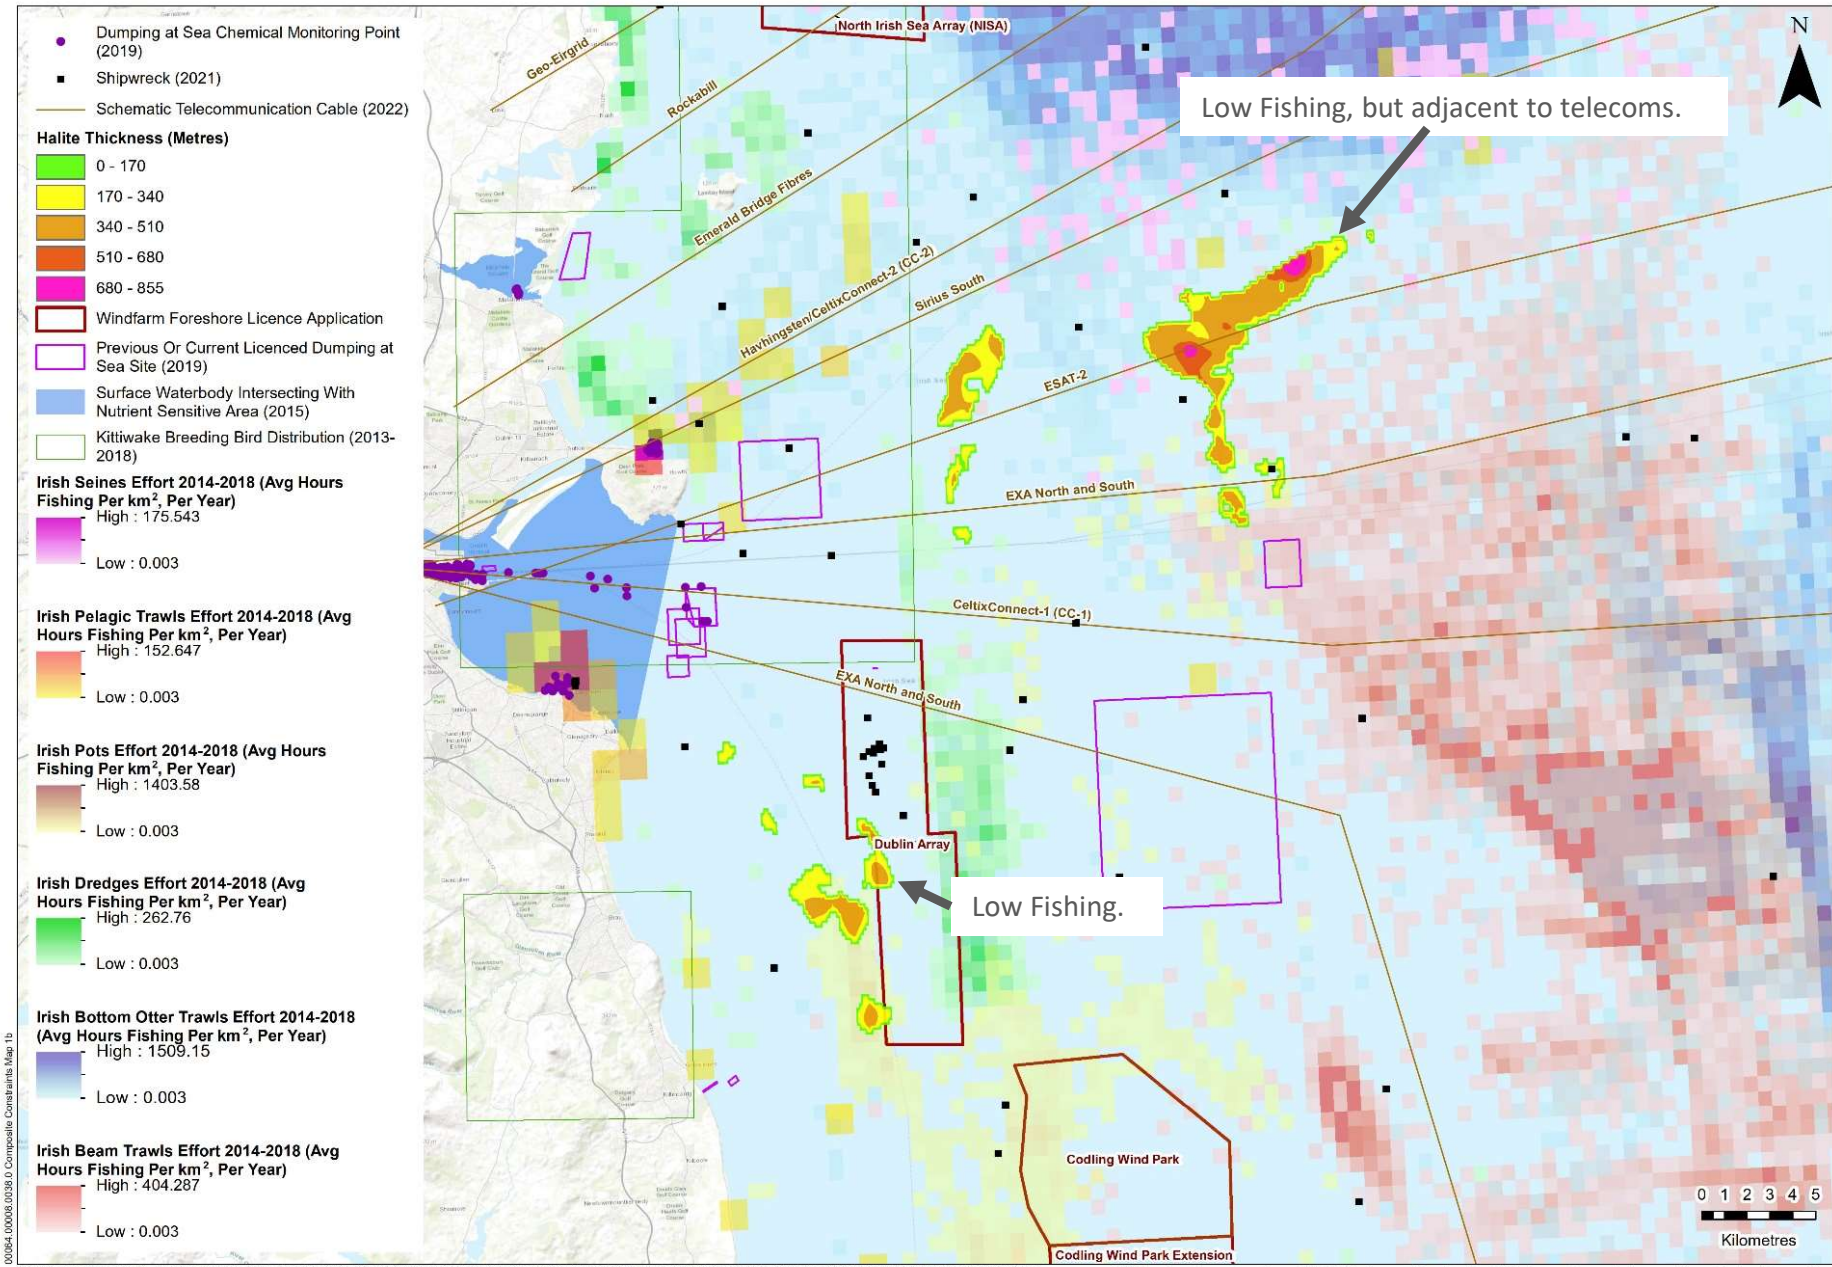 Dumping at Sea Chemical Monitoring Point
(2019)
Shipwreck (2021)
Schematic Telecommunication Cable (2022)
Halite Thickness (Metres)
0 - 170
170 - 340
340 - 510
510 - 680
680 - 855
Windfarm Foreshore Licence Application
Previous Or Current Licenced Dumping at
Sea Site (2019)
Surface Waterbody Intersecting With
Nutrient Sensitive Area (2015)
Kittiwake Breeding Bird Distribution (2013-
2018)
Irish Seines Effort 2014-2018 (Avg Hours
Fishing Per km², Per Year)
High : 175.543
Low : 0.003
Irish Pelagic Trawls Effort 2014-2018 (Avg
Hours Fishing Per km², Per Year)
High : 152.647
Low : 0.003
Irish Pots Effort 2014-2018 (Avg Hours
Fishing Per km², Per Year)
High : 1403.58
Low : 0.003
Irish Dredges Effort 2014-2018 (Avg
Hours Fishing Per km², Per Year)
High : 262.76
Low : 0.003
Irish Bottom Otter Trawls Effort 2014-2018
(Avg Hours Fishing Per km², Per Year)
High : 1509.15
Low : 0.003
Irish Beam Trawls Effort 2014-2018 (Avg
Hours Fishing Per km², Per Year)
High : 404.287
Low : 0.003
00064.00008.0038.0 Composite Constraints Map 1b
North Irish Sea Array (NISA)
N
Geo-Eirgrid
Rockabill
Low Fishing, but adjacent to telecoms.
Emerald Bridge Fibres
Havhingsten/CeltixConnect-2 (CC-2)
Sirius South
ESAT-2
EXA North and South
CeltixConnect-1 (CC-1)
EXA North and South
Dublin Array
Low Fishing.
Codling Wind Park
Codling Wind Park Extension
0 1 2 3 4 5
Kilometres